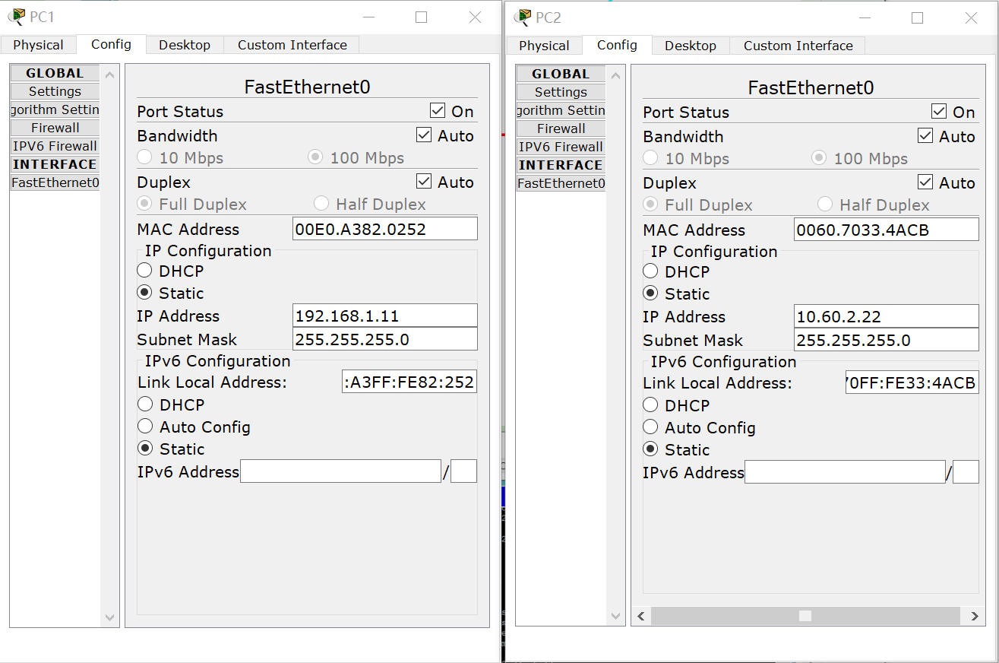 PC1
Physical Config Desktop Custom Interface
GLOBAL
Settings
gorithm Settin
Firewall
IPV6 Firewall
INTERFACE
FastEthernet0
FastEthernet0
Port Status On
Bandwidth Auto
10 Mbps 100 Mbps
Duplex Auto
Full Duplex Half Duplex
MAC Address 00E0.A382.0252
IP Configuration
DHCP
Static
IP Address 192.168.1.11
Subnet Mask 255.255.255.0
IPv6 Configuration
Link Local Address: :A3FF:FE82:252
DHCP
Auto Config
Static
IPv6 Address /
PC2
Physical Config Desktop Custom Interface
GLOBAL
Settings
gorithm Settin
Firewall
IPV6 Firewall
INTERFACE
FastEthernet0
FastEthernet0
Port Status On
Bandwidth Auto
10 Mbps 100 Mbps
Duplex Auto
Full Duplex Half Duplex
MAC Address 0060.7033.4ACB
IP Configuration
DHCP
Static
IP Address 10.60.2.22
Subnet Mask 255.255.255.0
IPv6 Configuration
Link Local Address: 70FF:FE33:4ACB
DHCP
Auto Config
Static
IPv6 Address /